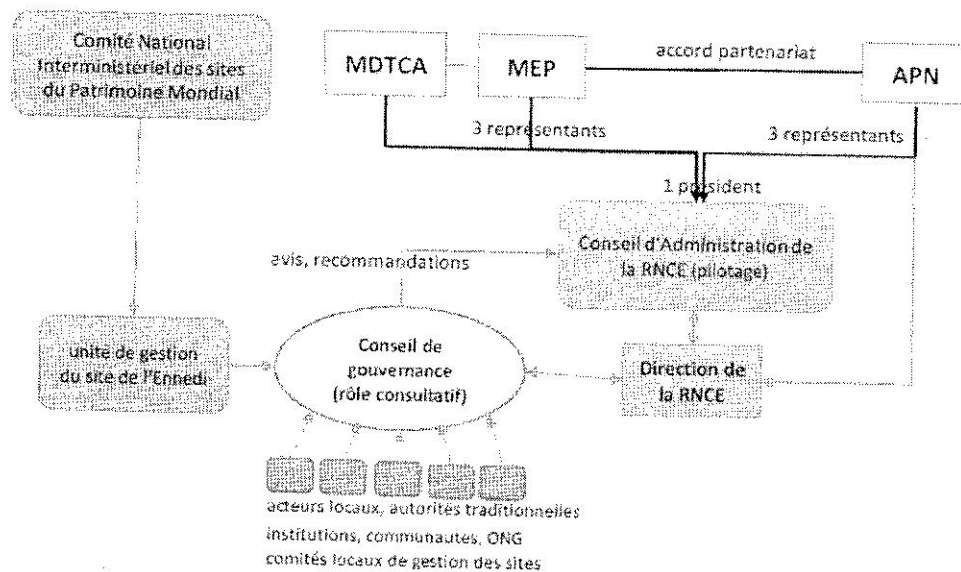 Comité National
Interministeriel des sites
du Patrimoine Mondial
MDTCA
MEP
accord partenariat
APN
3 représentants
3 représentants
1 président
Conseil d'Administration de
la RNCE (pilotage)
avis, recommandations
unité de gestion
du site de l'Ennedi
Conseil de
gouvernance
(rôle consultatif)
Direction de
la RNCE
acteurs locaux, autorités traditionnelles
institutions, communautes, ONG
comités locaux de gestion des sites